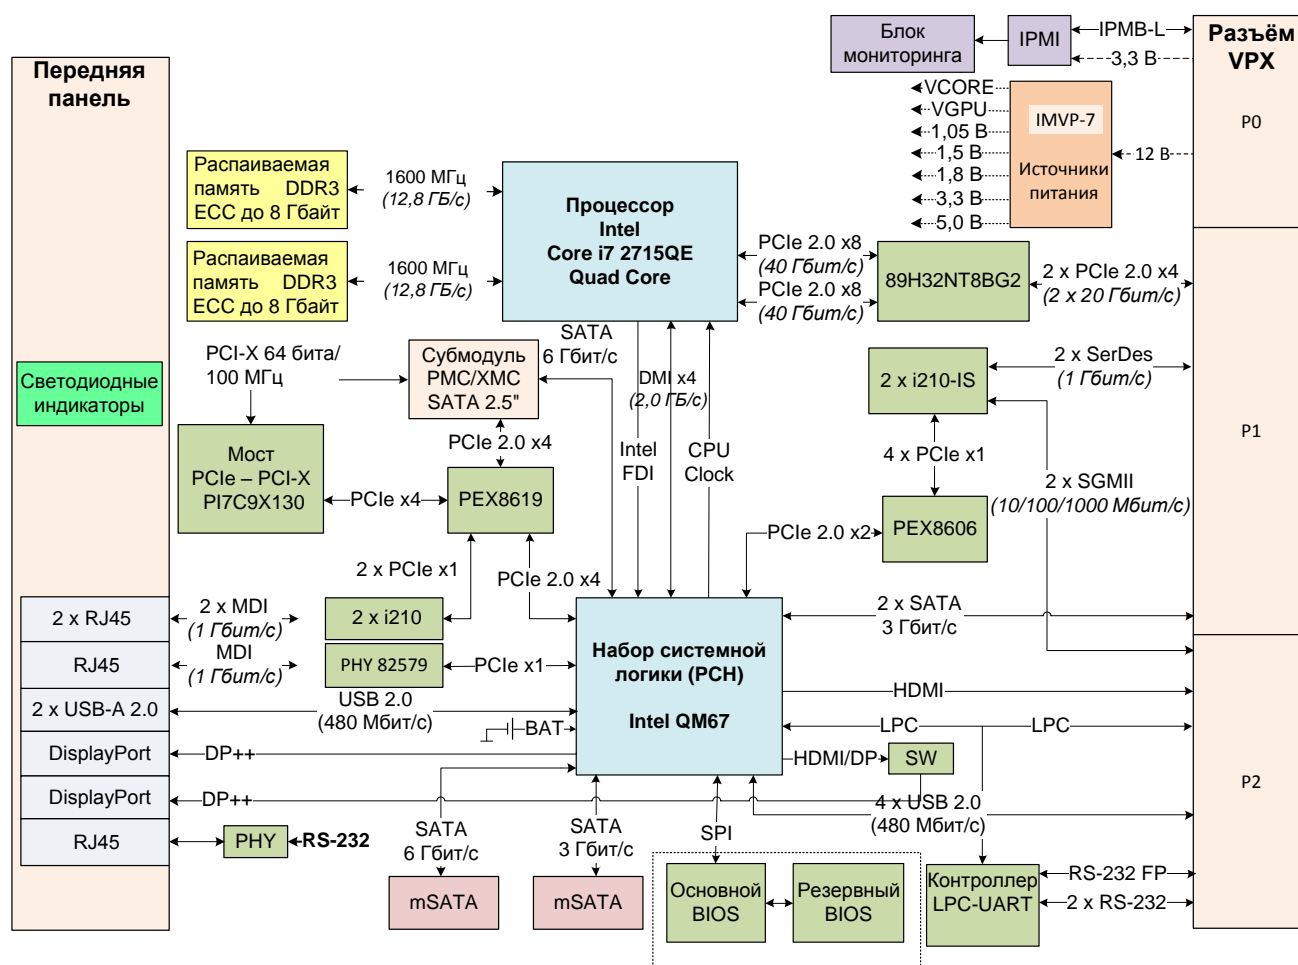 Передняя
панель
Светодиодные
индикаторы
2 x RJ45
RJ45
2 x USB-A 2.0
DisplayPort
DisplayPort
RJ45
Распаиваемая
память DDR3
ECC до 8 Гбайт
1600 МГц
(12,8 ГБ/с)
Распаиваемая
память DDR3
ECC до 8 Гбайт
1600 МГц
(12,8 ГБ/с)
Процессор
Intel
Core i7 2715QE
Quad Core
Блок
мониторинга
IPMI
IPMB-L
3,3 В
Разъём
VPX
P0
VCORE
VGPU
1,05 В
1,5 В
1,8 В
3,3 В
5,0 В
IMVP-7
Источники
питания
12 В
PCIe 2.0 x8
(40 Гбит/с)
PCIe 2.0 x8
(40 Гбит/с)
89H32NT8BG2
2 x PCIe 2.0 x4
(2 x 20 Гбит/с)
PCI-X 64 бита/
100 МГц
Субмодуль
PMC/XMC
SATA 2.5"
SATA
6 Гбит/с
DMI x4
(2,0 ГБ/с)
Intel
FDI
CPU
Clock
2 x i210-IS
2 x SerDes
(1 Гбит/с)
P1
4 x PCIe x1
2 x SGMII
(10/100/1000 Мбит/с)
PEX8606
PCIe 2.0 x2
Мост
PCIe – PCI-X
PI7C9X130
PCIe x4
PCIe 2.0 x4
PEX8619
2 x PCIe x1
PCIe 2.0 x4
2 x MDI
(1 Гбит/с)
MDI
(1 Гбит/с)
2 x i210
PHY 82579
PCIe x1
USB 2.0
(480 Мбит/с)
BAT
DP++
DP++
PHY
RS-232
Набор системной
логики (PCH)
Intel QM67
2 x SATA
3 Гбит/с
HDMI
LPC
LPC
HDMI/DP
SW
4 x USB 2.0
(480 Мбит/с)
P2
SATA
6 Гбит/с
mSATA
SATA
3 Гбит/с
mSATA
SPI
Основной
BIOS
Резервный
BIOS
Контроллер
LPC-UART
RS-232 FP
2 x RS-232